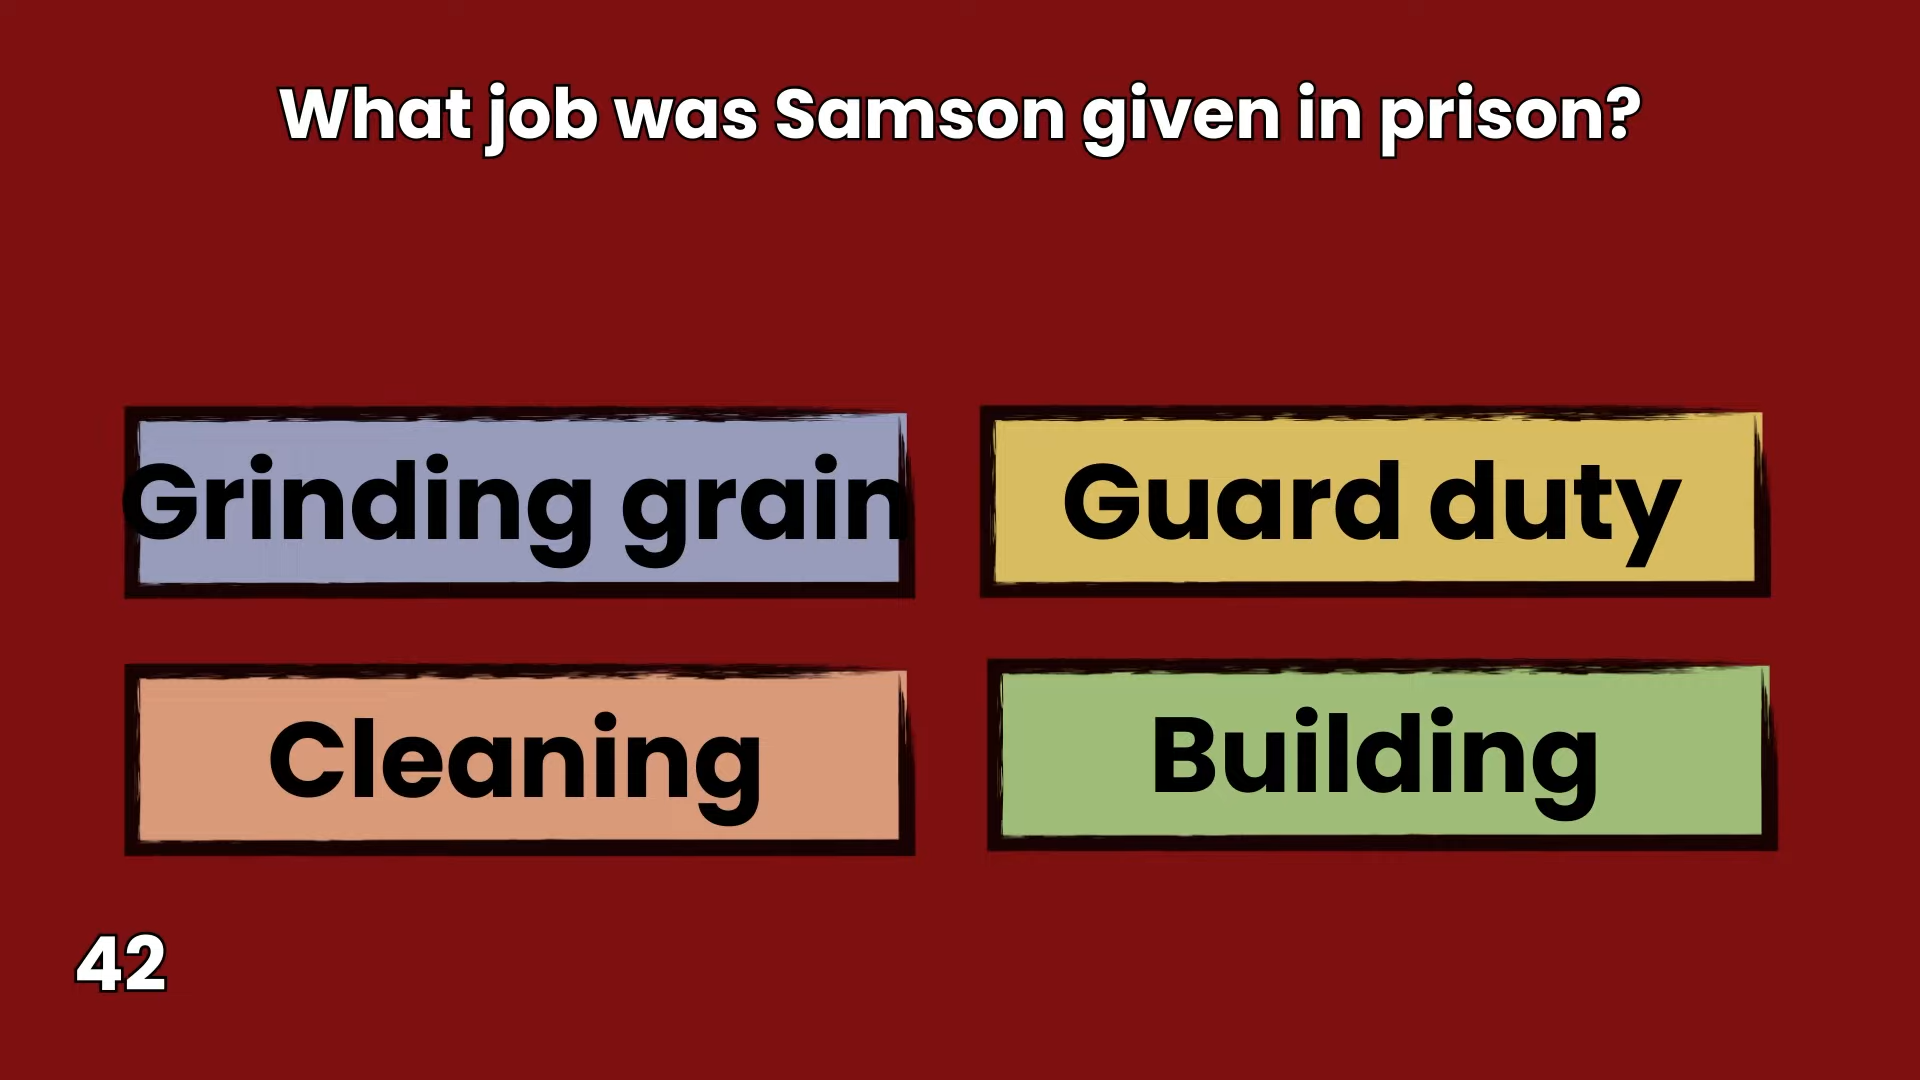 What job was Samson given in prison?
Grinding grain
Guard duty
Cleaning
Building
42